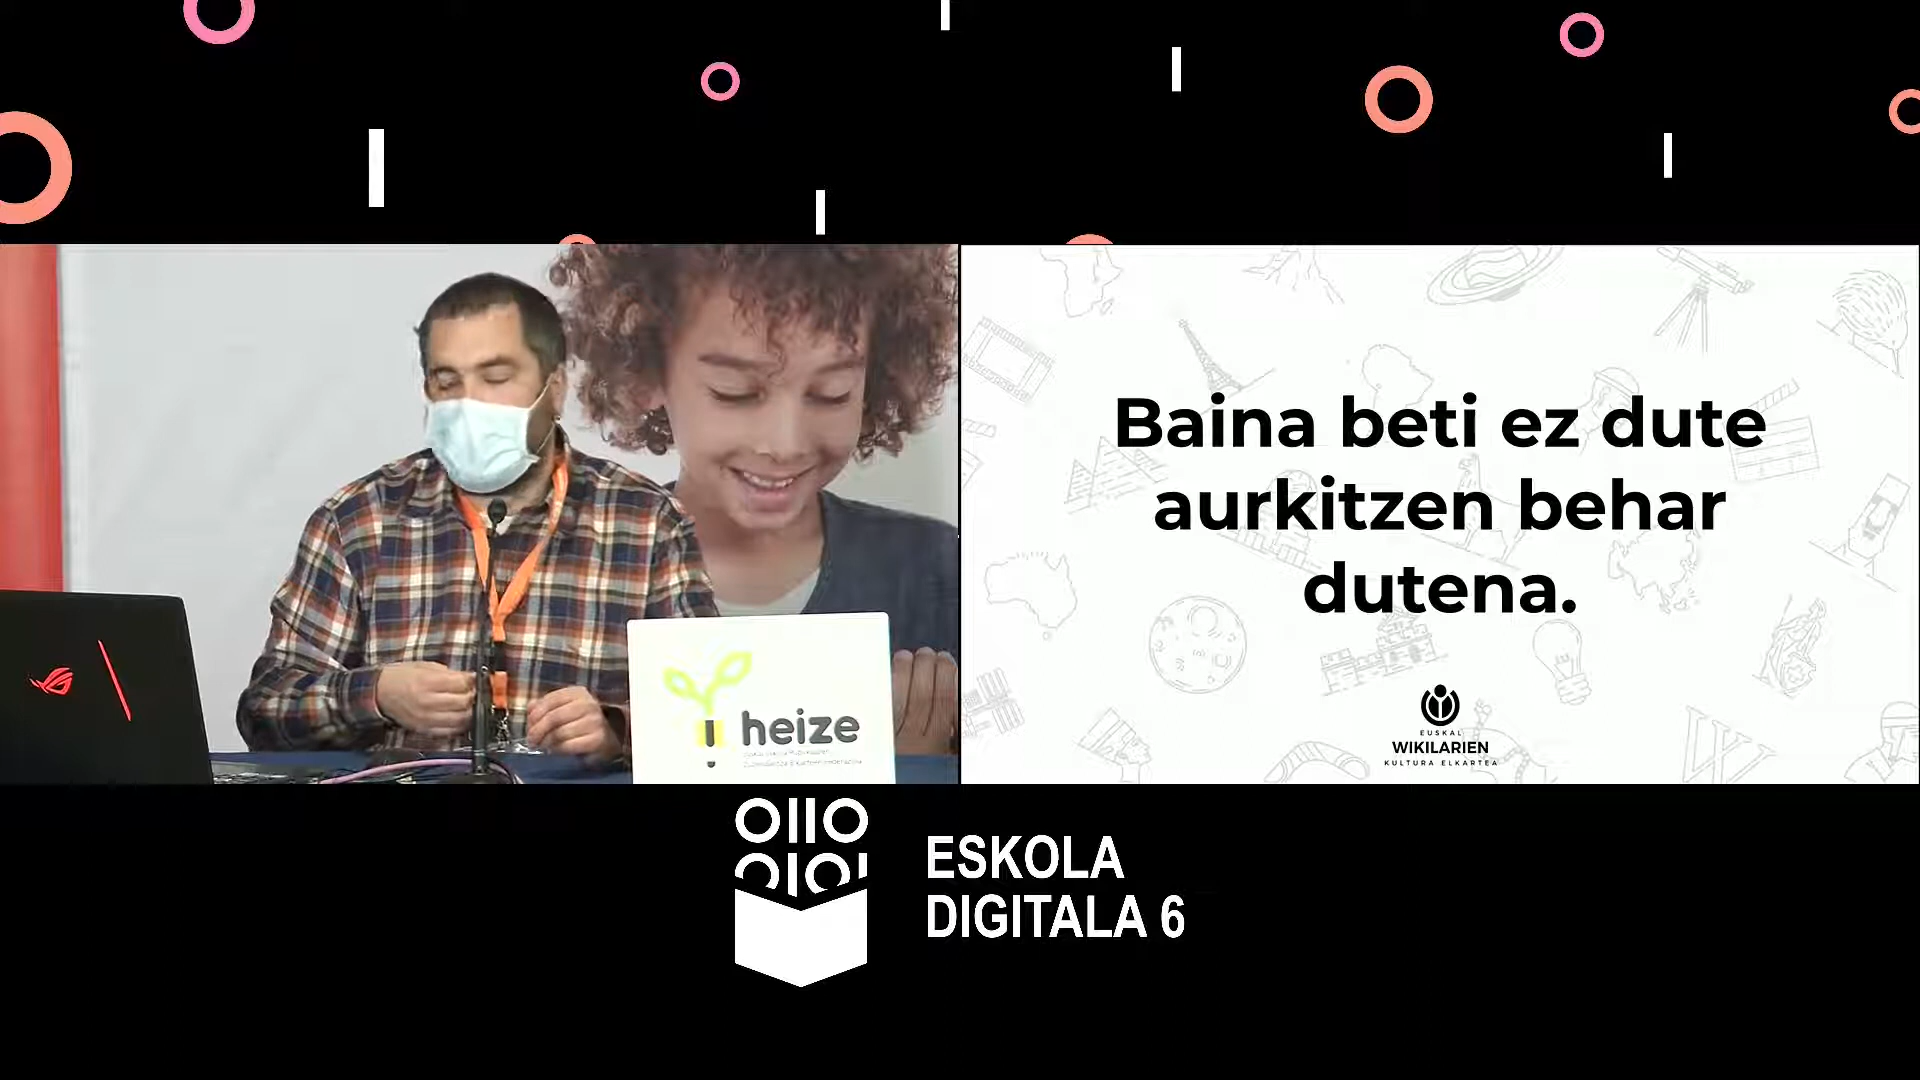 heize
Baina beti ez dute
aurkitzen behar
dutena.
EUSKAL
WIKILARIEN
KULTURA ELKARTEA
ESKOLA
DIGITALA 6